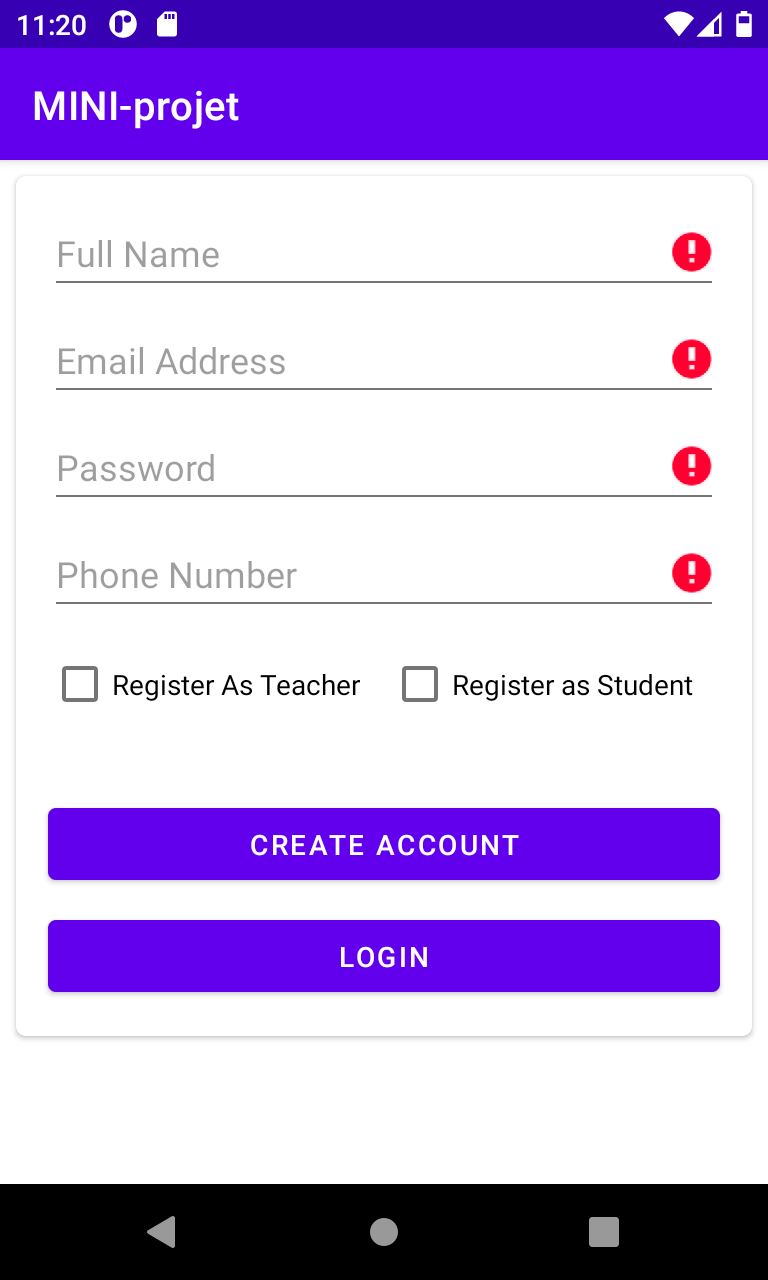 11:20
MINI-projet
Full Name
Email Address
Password
Phone Number
Register As Teacher Register as Student
CREATE ACCOUNT
LOGIN